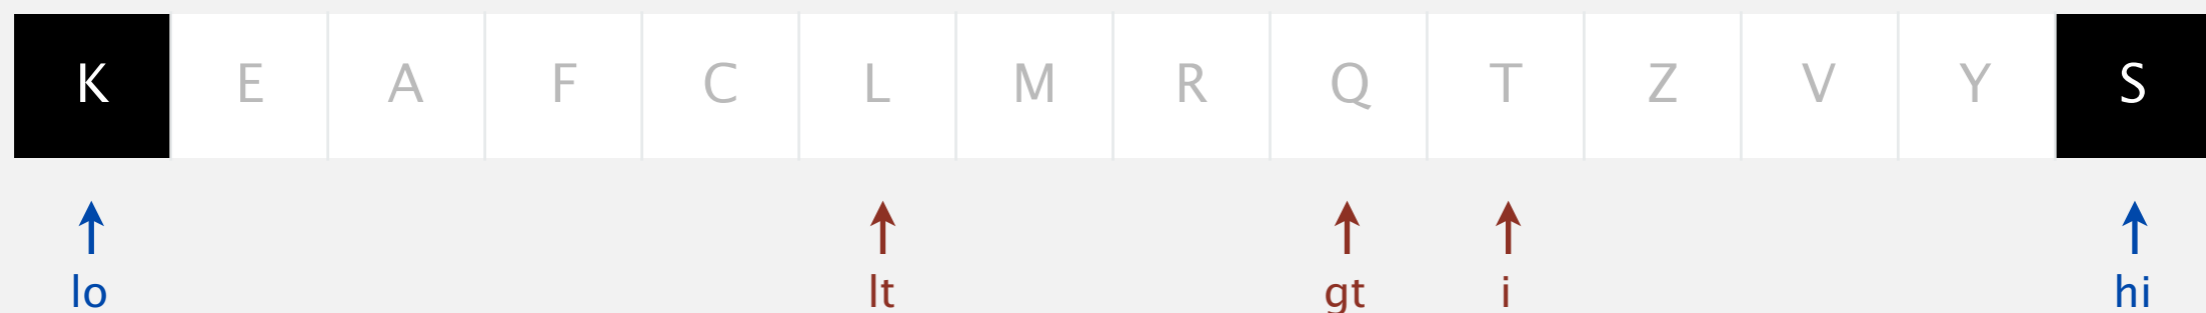 K E A F C L M R Q T Z V Y S
lo lt gt i hi